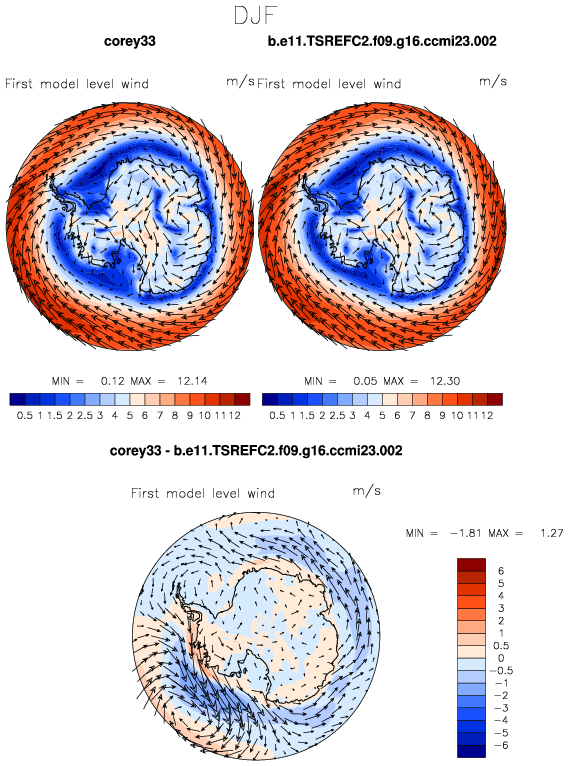 DJF
corey33
b.e11.TSREFC2.f09.g16.ccmi23.002
First model level wind m/s
First model level wind m/s
MIN = 0.12 MAX = 12.14
MIN = 0.05 MAX = 12.30
0.5 1 1.5 2 2.5 3 4 5 6 7 8 9 10 11 12
0.5 1 1.5 2 2.5 3 4 5 6 7 8 9 10 11 12
corey33 - b.e11.TSREFC2.f09.g16.ccmi23.002
First model level wind m/s
MIN = -1.81 MAX = 1.27
6
5
4
3
2
1
0.5
0
-0.5
-1
-2
-3
-4
-5
-6